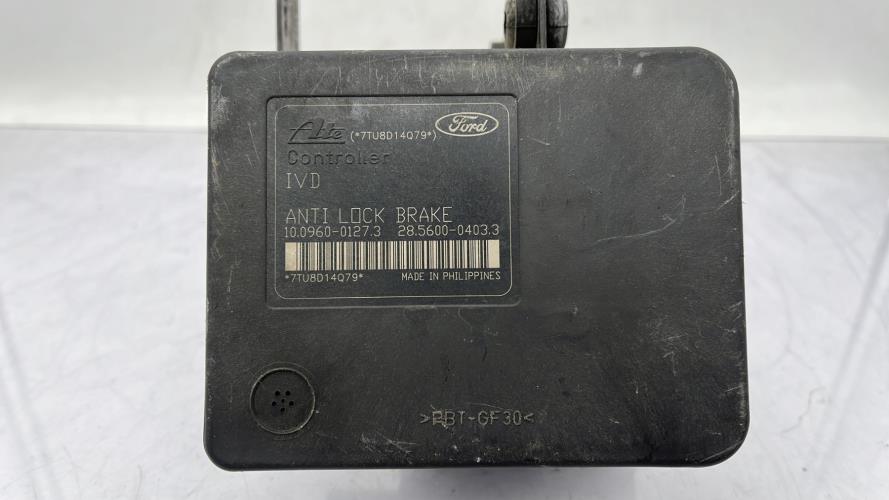 Ate (*7TU8D14Q79*) Ford
Controller
IVD
ANTI LOCK BRAKE
10.0960-0127.3 28.5600-0403.3
*7TU8D14Q79* MADE IN PHILIPPINES
>PBT-GF30<